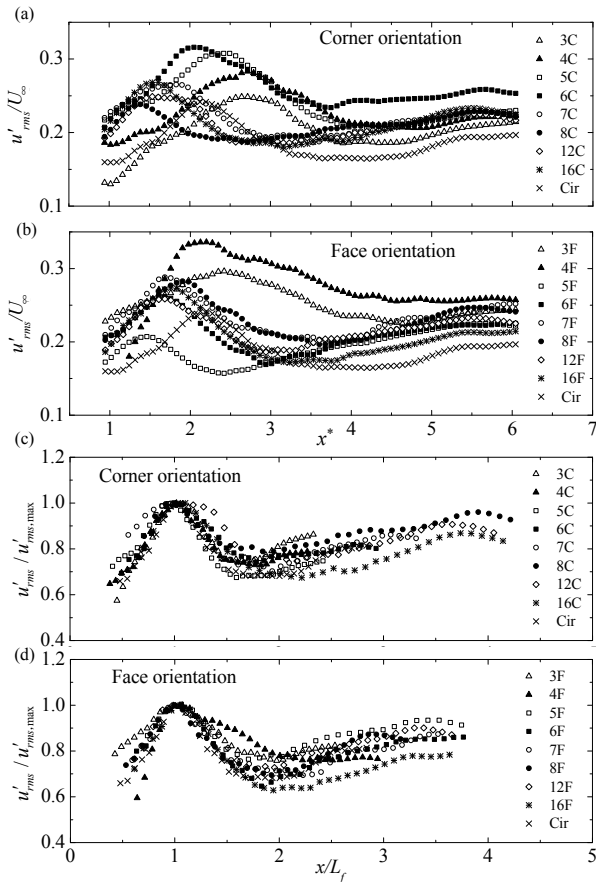 (a)
Corner orientation
0.3
0.2
0.1
u'rms/U∞
3C
4C
5C
6C
7C
8C
12C
16C
Cir
(b)
Face orientation
0.3
0.2
0.1
u'rms/U∞
3F
4F
5F
6F
7F
8F
12F
16F
Cir
1 2 3 4 5 6 7
x*
(c)
Corner orientation
1.2
1.0
0.8
0.6
0.4
u'rms / u'rms,max
3C
4C
5C
6C
7C
8C
12C
16C
Cir
(d)
Face orientation
1.2
1.0
0.8
0.6
0.4
u'rms / u'rms,max
3F
4F
5F
6F
7F
8F
12F
16F
Cir
0 1 2 3 4 5
x/Lf